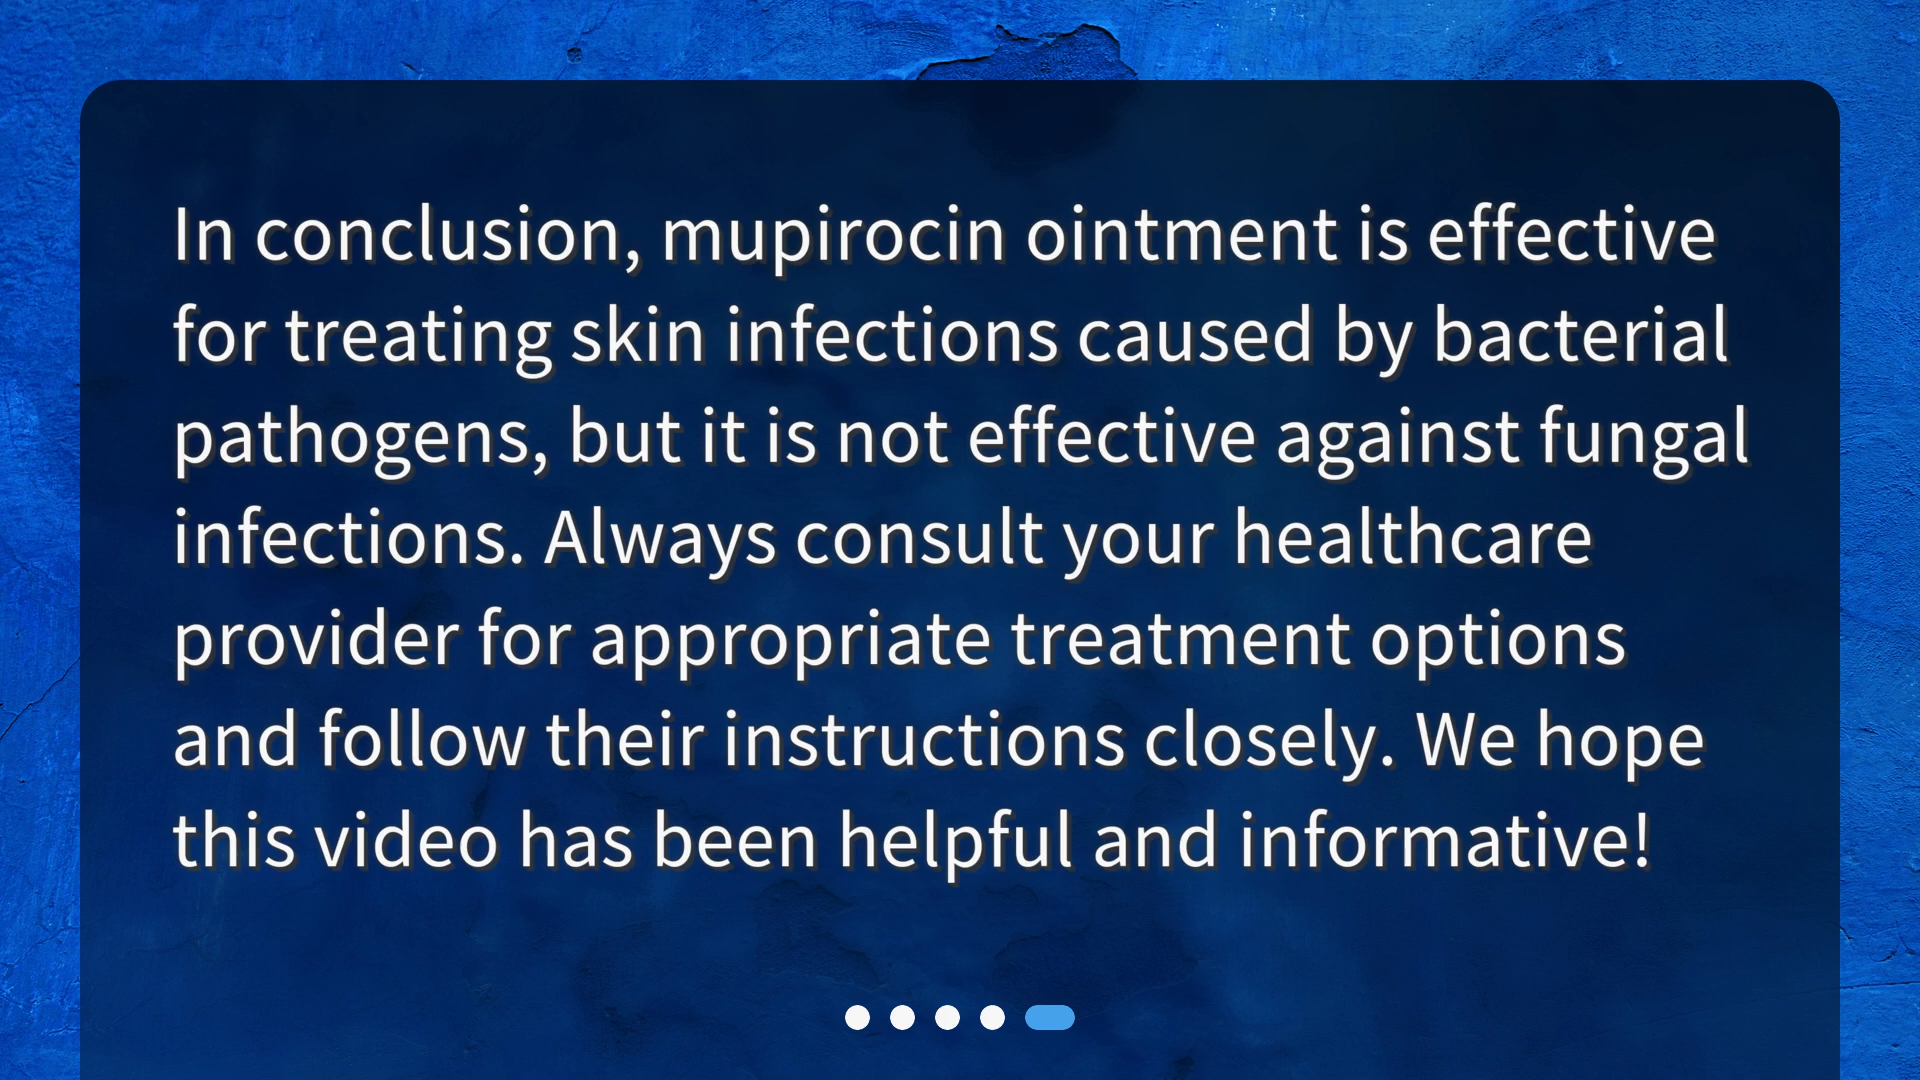 In conclusion, mupirocin ointment is effective
for treating skin infections caused by bacterial
pathogens, but it is not effective against fungal
infections. Always consult your healthcare
provider for appropriate treatment options
and follow their instructions closely. We hope
this video has been helpful and informative!